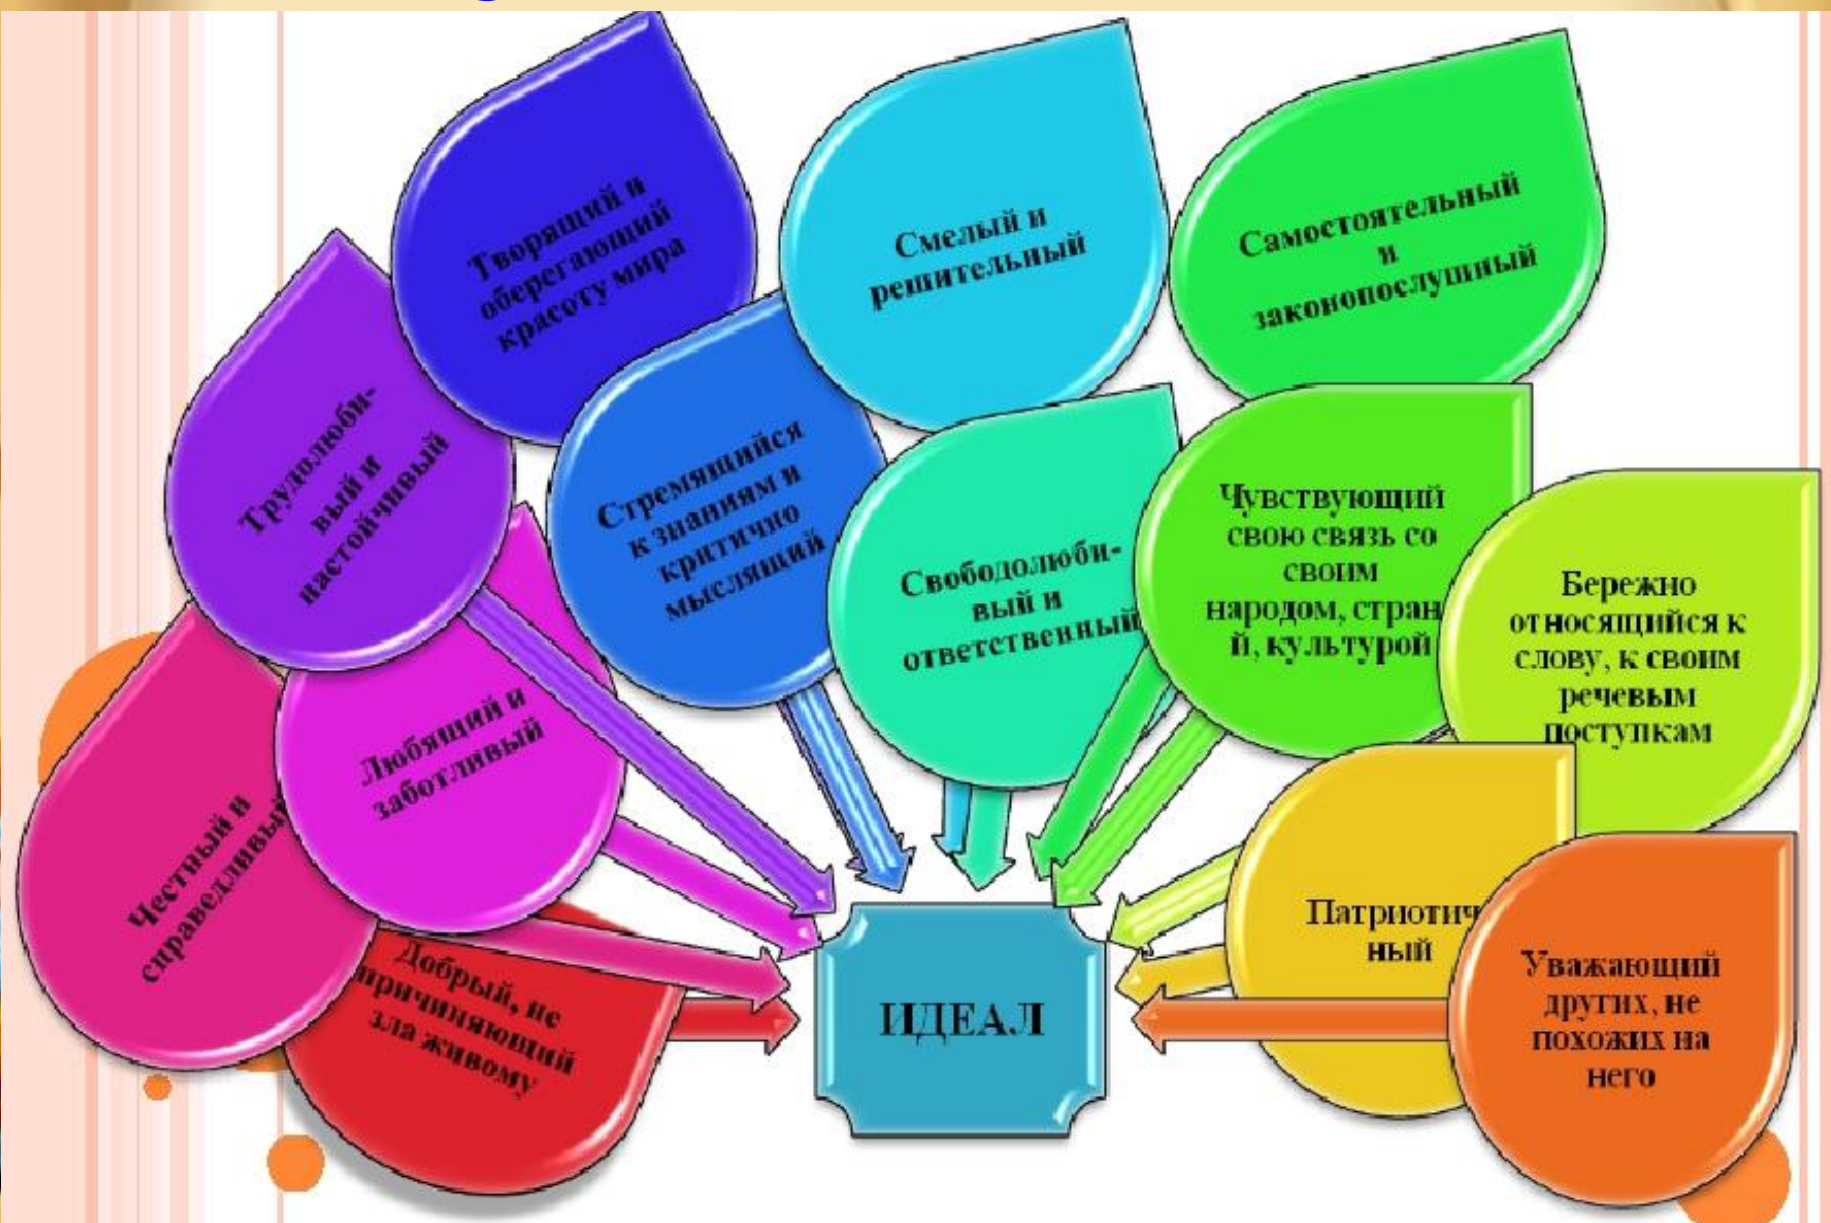 Творящий и
оберегающий
красоту мира
Смелый и
решительный
Самостоятельный
и
законопослушный
Трудолюби-
вый и
настойчивый
Стремящийся
к знаниям и
критично
мыслящий
Свободолюби-
вый и
ответственный
Чувствующий
свою связь со
своим
народом, стран
й, культурой
Бережно
относящийся к
слову, к своим
речевым
поступкам
Любящий и
заботливый
Честный и
справедливый
Добрый, не
причиняющий
зла живому
ИДЕАЛ
Патриотич
ный
Уважающий
других, не
похожих на
него